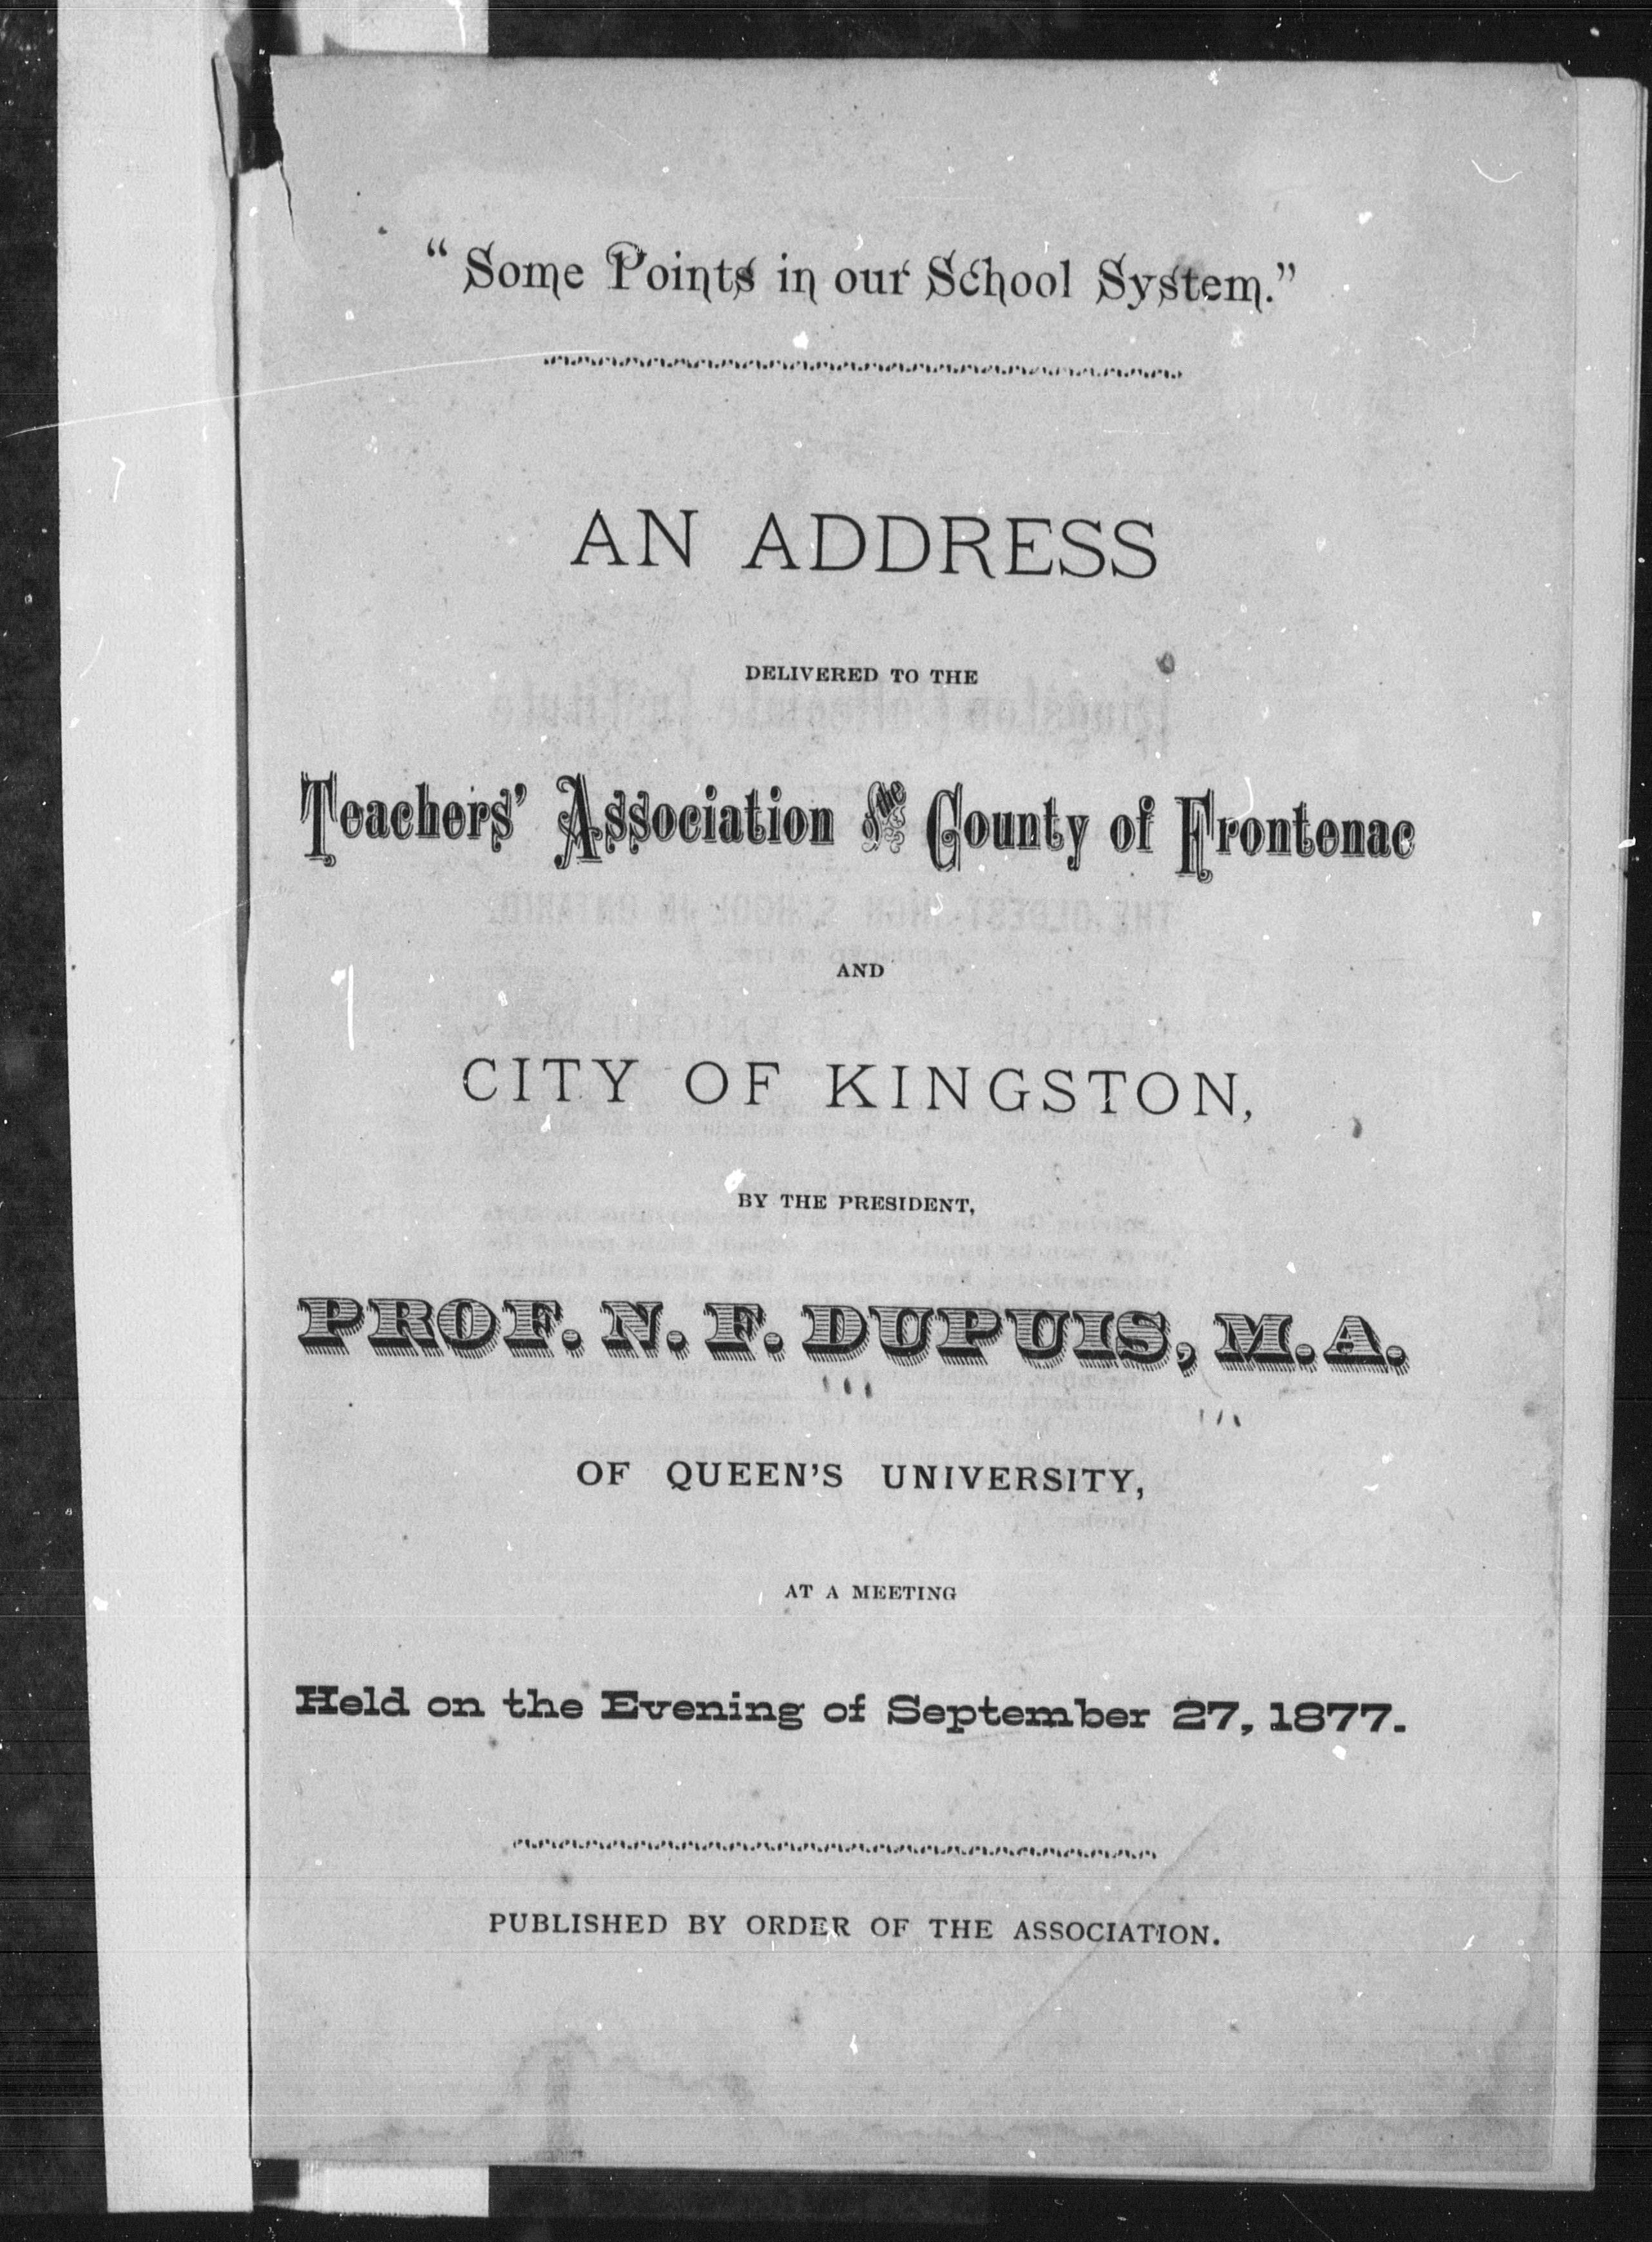 “Some Points in our School System.”
AN ADDRESS
DELIVERED TO THE
Teachers’ Association of the County of Frontenac
AND
CITY OF KINGSTON,
BY THE PRESIDENT,
PROF. N. F. DUPUIS, M.A.
OF QUEEN’S UNIVERSITY,
AT A MEETING
Held on the Evening of September 27, 1877.
PUBLISHED BY ORDER OF THE ASSOCIATION.